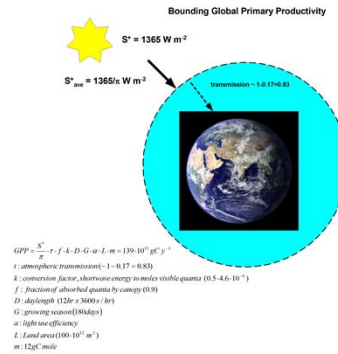 Bounding Global Primary Productivity
S* = 1365 W m⁻²
S*ave = 1365/π W m⁻²
transmission ~ 1-0.17=0.83
GPP = S*/π · τ · f · k · D · G · α · L · m = 139·10¹⁵ gC y⁻¹
t : atmospheric transmission(~ 1 − 0.17 = 0.83)
k : conversion factor, shortwave energy to moles visible quanta (0.5·4.6·10⁻⁶)
f : fraction of absorbed quanta by canopy (0.9)
D : daylength (12hr x 3600 s / hr)
G : growing season(180days)
α : light use efficiency
L : Land area (100·10¹² m²)
m : 12gC mole